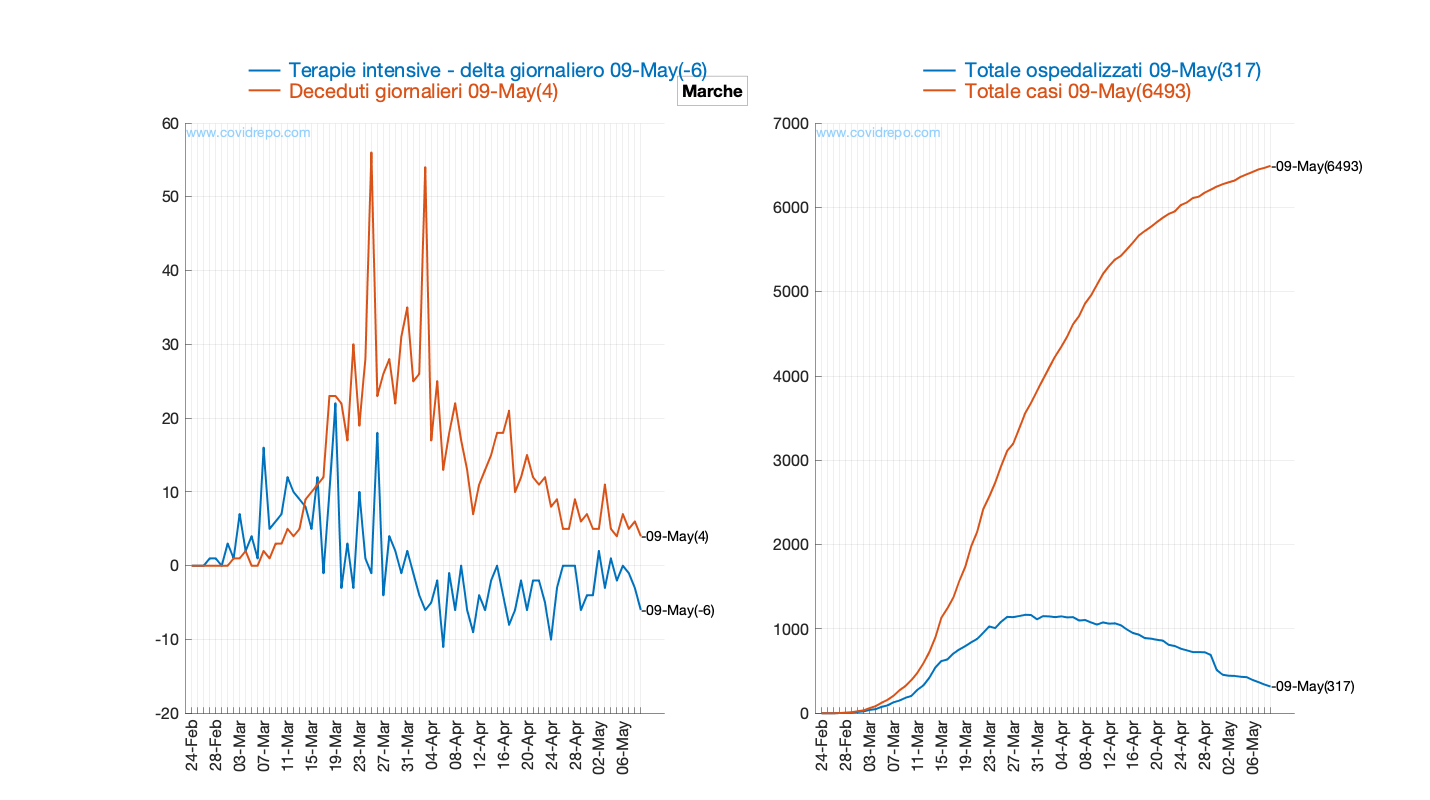 Terapie intensive - delta giornaliero 09-May(-6)
Deceduti giornalieri 09-May(4)
Marche
Totale ospedalizzati 09-May(317)
Totale casi 09-May(6493)
www.covidrepo.com
60
50
40
30
20
10
0
-10
-20
-09-May(4)
-09-May(-6)
24-Feb
28-Feb
03-Mar
07-Mar
11-Mar
15-Mar
19-Mar
23-Mar
27-Mar
31-Mar
04-Apr
08-Apr
12-Apr
16-Apr
20-Apr
24-Apr
28-Apr
02-May
06-May
www.covidrepo.com
7000
6000
5000
4000
3000
2000
1000
0
-09-May(6493)
-09-May(317)
24-Feb
28-Feb
03-Mar
07-Mar
11-Mar
15-Mar
19-Mar
23-Mar
27-Mar
31-Mar
04-Apr
08-Apr
12-Apr
16-Apr
20-Apr
24-Apr
28-Apr
02-May
06-May